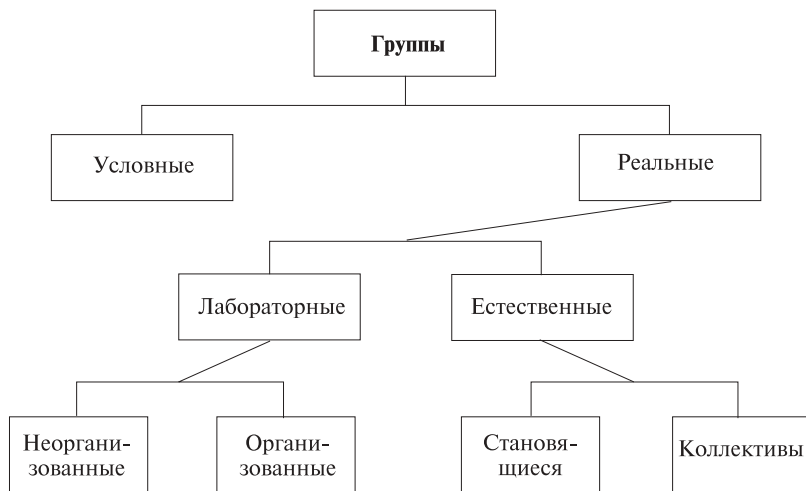 Группы
Условные
Реальные
Лабораторные
Естественные
Неоргани-
зованные
Органи-
зованные
Становя-
щиеся
Коллективы